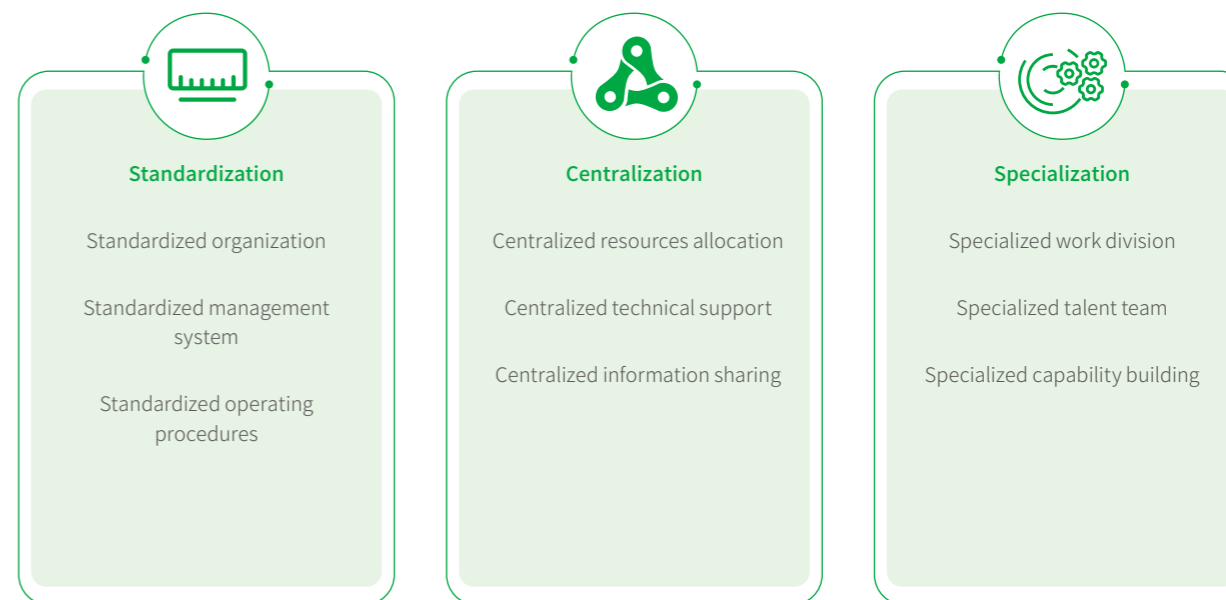 Standardization
Standardized organization
Standardized management
system
Standardized operating
procedures
Centralization
Centralized resources allocation
Centralized technical support
Centralized information sharing
Specialization
Specialized work division
Specialized talent team
Specialized capability building